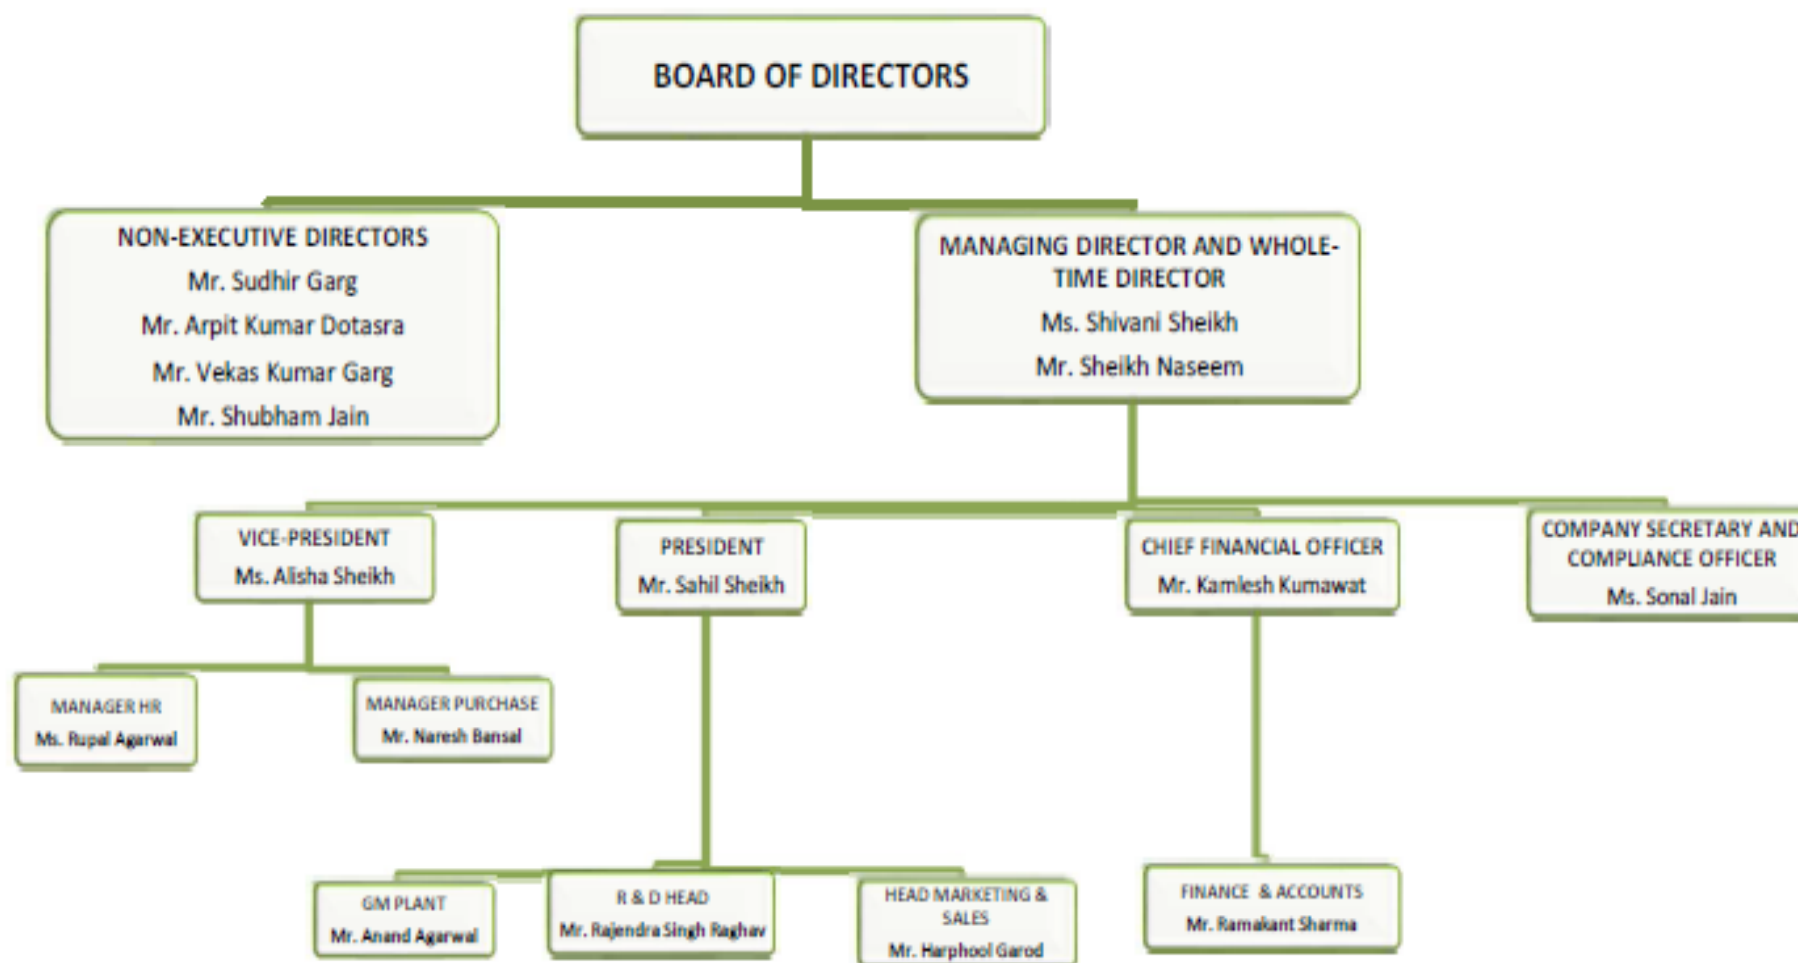 BOARD OF DIRECTORS
NON-EXECUTIVE DIRECTORS
Mr. Sudhir Garg
Mr. Arpit Kumar Dotasra
Mr. Vekas Kumar Garg
Mr. Shubham Jain
MANAGING DIRECTOR AND WHOLE-
TIME DIRECTOR
Ms. Shivani Sheikh
Mr. Sheikh Naseem
VICE-PRESIDENT
Ms. Alisha Sheikh
PRESIDENT
Mr. Sahil Sheikh
CHIEF FINANCIAL OFFICER
Mr. Kamlesh Kumawat
COMPANY SECRETARY AND
COMPLIANCE OFFICER
Ms. Sonal Jain
MANAGER HR
Ms. Rupal Agarwal
MANAGER PURCHASE
Mr. Naresh Bansal
GM PLANT
Mr. Anand Agarwal
R & D HEAD
Mr. Rajendra Singh Raghav
HEAD MARKETING &
SALES
Mr. Harphool Garod
FINANCE & ACCOUNTS
Mr. Ramakant Sharma